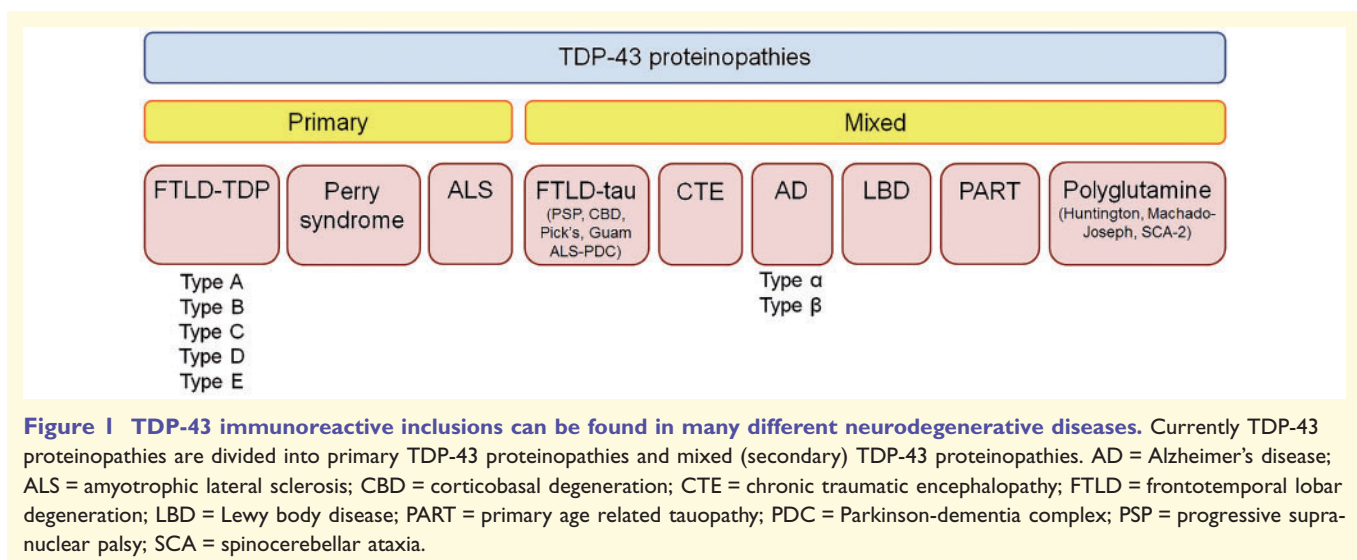 TDP-43 proteinopathies
Primary
Mixed
FTLD-TDP
Perry
syndrome
ALS
FTLD-tau
(PSP, CBD,
Pick's, Guam
ALS-PDC)
CTE
AD
LBD
PART
Polyglutamine
(Huntington, Machado-
Joseph, SCA-2)
Type A
Type B
Type C
Type D
Type E
Type α
Type β
Figure 1 TDP-43 immunoreactive inclusions can be found in many different neurodegenerative diseases. Currently TDP-43
proteinopathies are divided into primary TDP-43 proteinopathies and mixed (secondary) TDP-43 proteinopathies. AD = Alzheimer's disease;
ALS = amyotrophic lateral sclerosis; CBD = corticobasal degeneration; CTE = chronic traumatic encephalopathy; FTLD = frontotemporal lobar
degeneration; LBD = Lewy body disease; PART = primary age related tauopathy; PDC = Parkinson-dementia complex; PSP = progressive supra-
nuclear palsy; SCA = spinocerebellar ataxia.